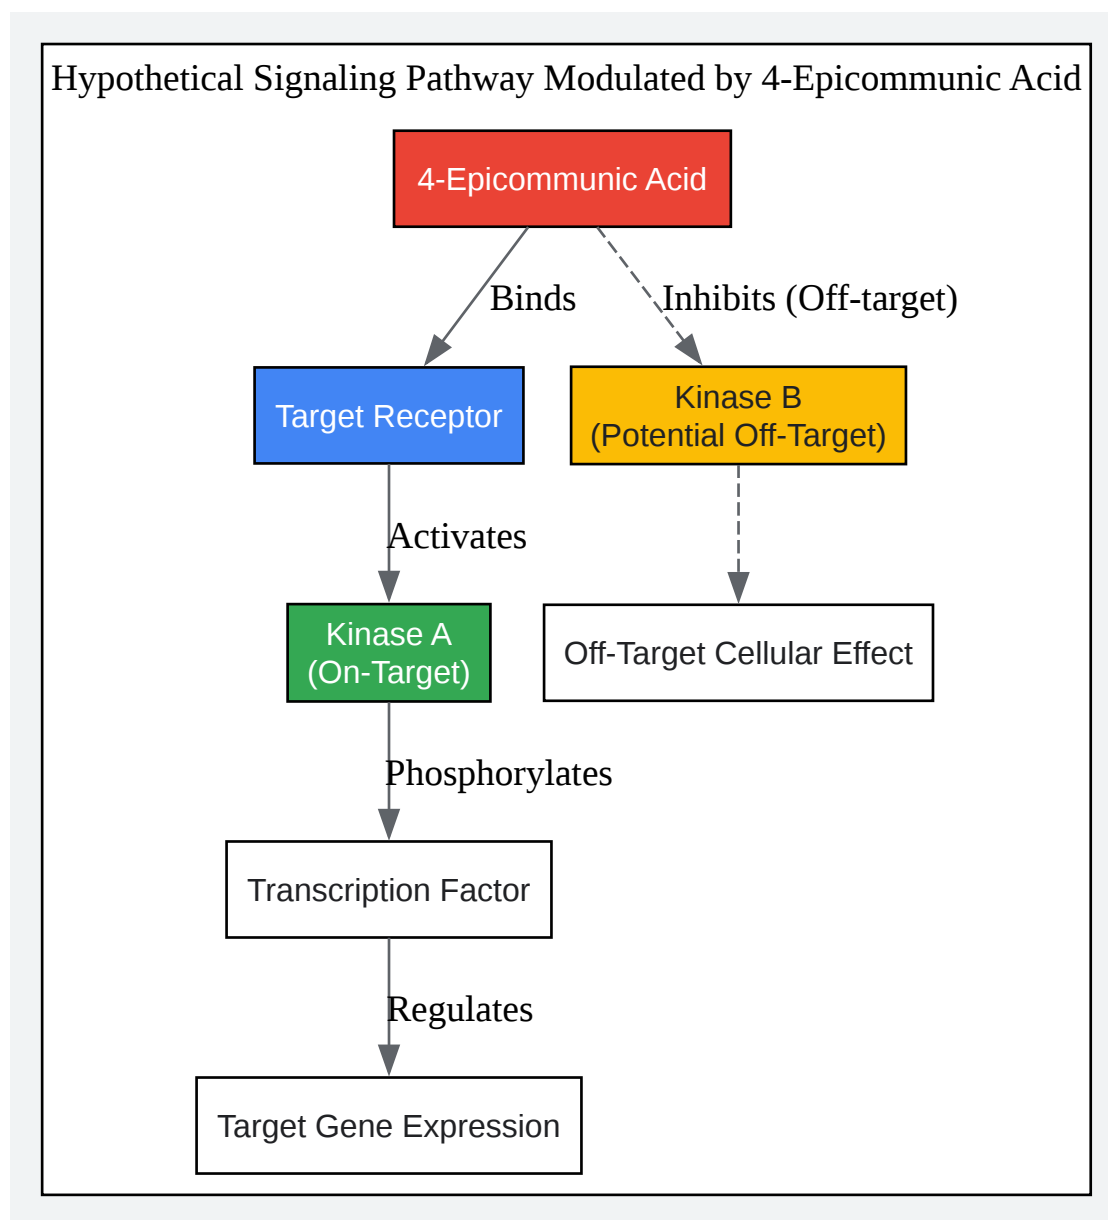 Hypothetical Signaling Pathway Modulated by 4-Epicommunic Acid
4-Epicommunic Acid
Binds
Inhibits (Off-target)
Target Receptor
Kinase B
(Potential Off-Target)
Activates
Kinase A
(On-Target)
Off-Target Cellular Effect
Phosphorylates
Transcription Factor
Regulates
Target Gene Expression